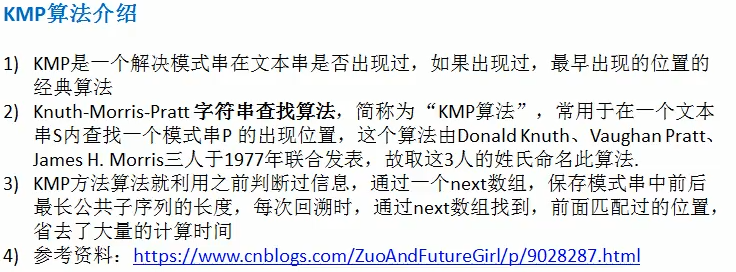 KMP算法介绍
1) KMP是一个解决模式串在文本串是否出现过，如果出现过，最早出现的位置的
经典算法
2) Knuth-Morris-Pratt 字符串查找算法，简称为“KMP算法”，常用于在一个文本
串S内查找一个模式串P 的出现位置，这个算法由Donald Knuth、Vaughan Pratt、
James H. Morris三人于1977年联合发表，故取这3人的姓氏命名此算法.
3) KMP方法算法就利用之前判断过信息，通过一个next数组，保存模式串中前后
最长公共子序列的长度，每次回溯时，通过next数组找到，前面匹配过的位置，
省去了大量的计算时间
4) 参考资料：https://www.cnblogs.com/ZuoAndFutureGirl/p/9028287.html